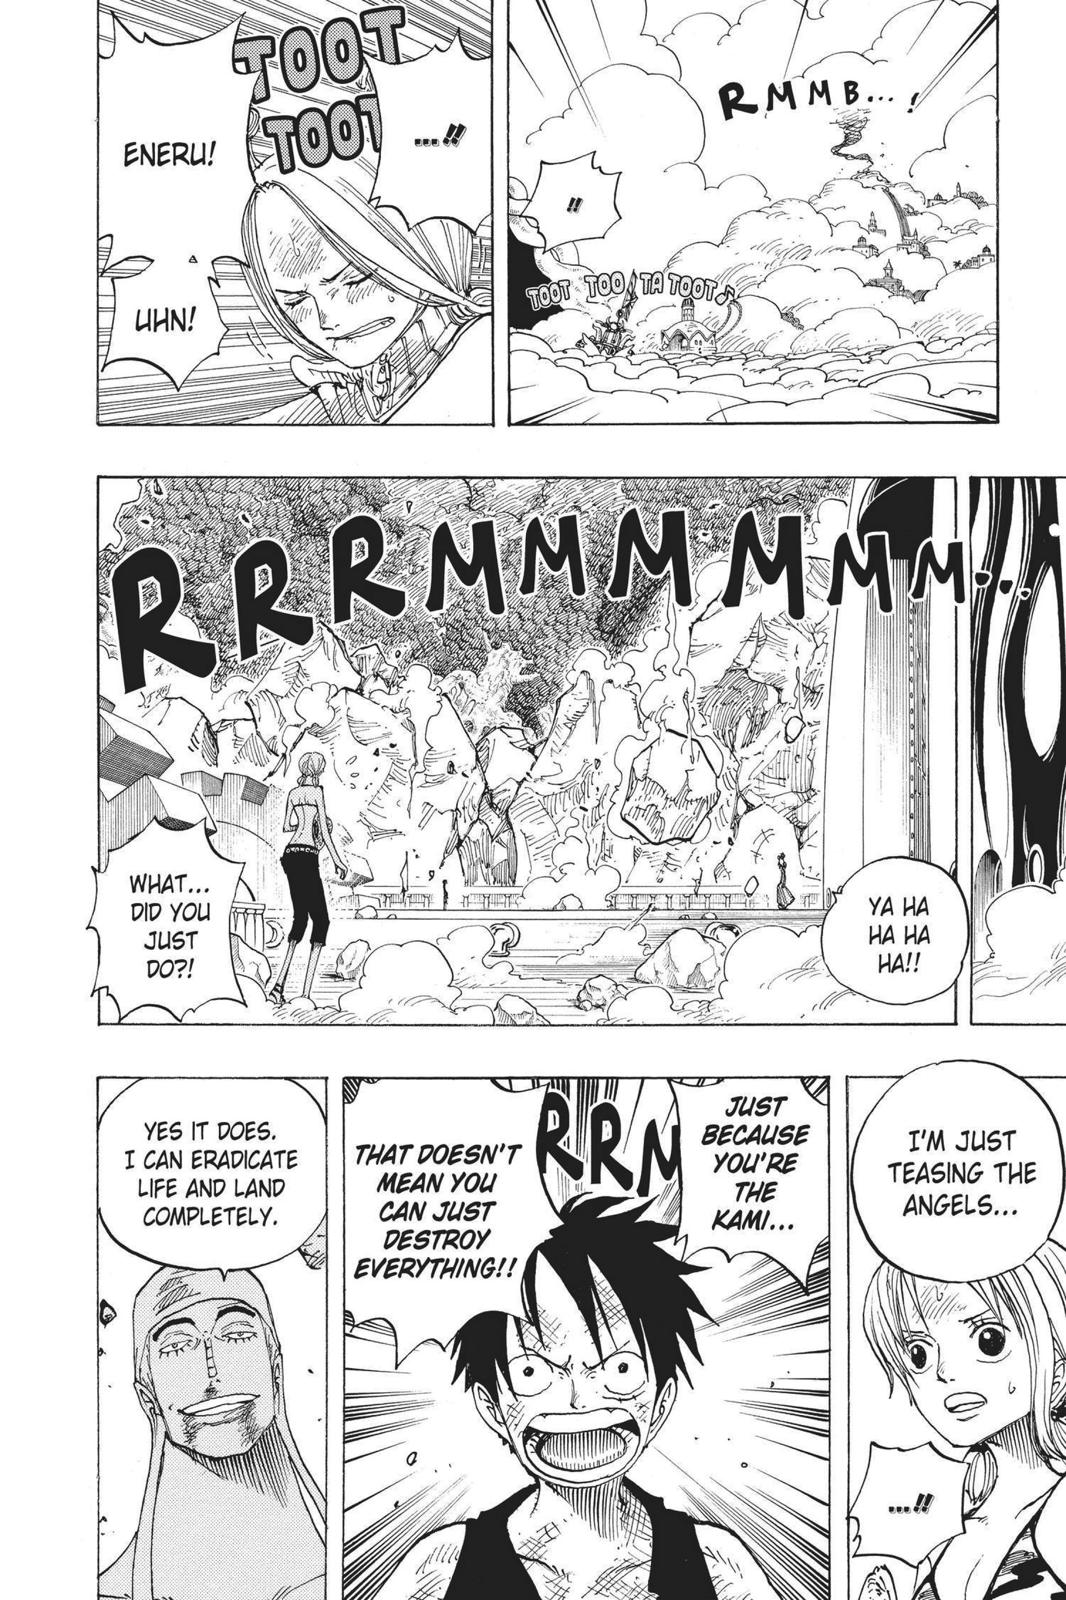 RMMB...!
!!
TOOT TOO TA TOOT♪
...!!
TOOT
TOOT
ENERU!
UHN!
RRRMMMMMMM...
YA HA
HA HA
HA!!
WHAT...
DID YOU
JUST
DO?!
I'M JUST
TEASING THE
ANGELS...
...!!
JUST
BECAUSE
YOU'RE
THE
KAMI...
RRM
THAT DOESN'T
MEAN YOU
CAN JUST
DESTROY
EVERYTHING!!
YES IT DOES.
I CAN ERADICATE
LIFE AND LAND
COMPLETELY.